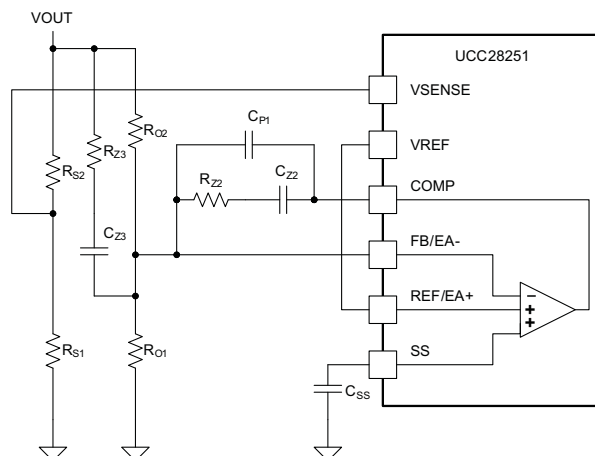 VOUT
UCC28251
VSENSE
CP1
RO2
RZ3
VREF
RS2
RZ2
CZ2
COMP
CZ3
FB/EA-
REF/EA+
−
+
+
RS1
RO1
SS
CSS